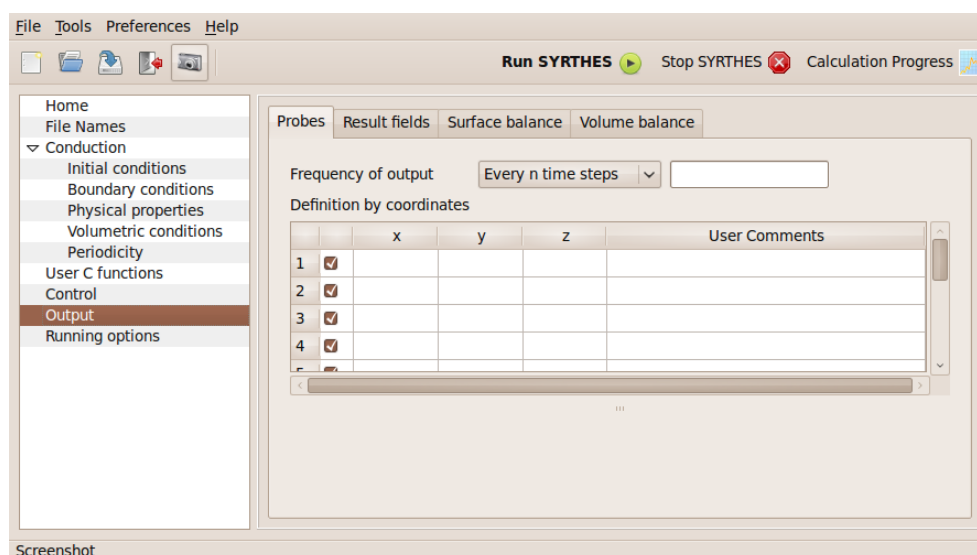 File Tools Preferences Help
Run SYRTHES Stop SYRTHES Calculation Progress
Home
File Names
Conduction
Initial conditions
Boundary conditions
Physical properties
Volumetric conditions
Periodicity
User C functions
Control
Output
Running options
Probes Result fields Surface balance Volume balance
Frequency of output Every n time steps
Definition by coordinates
x y z User Comments
1
2
3
4
Screenshot